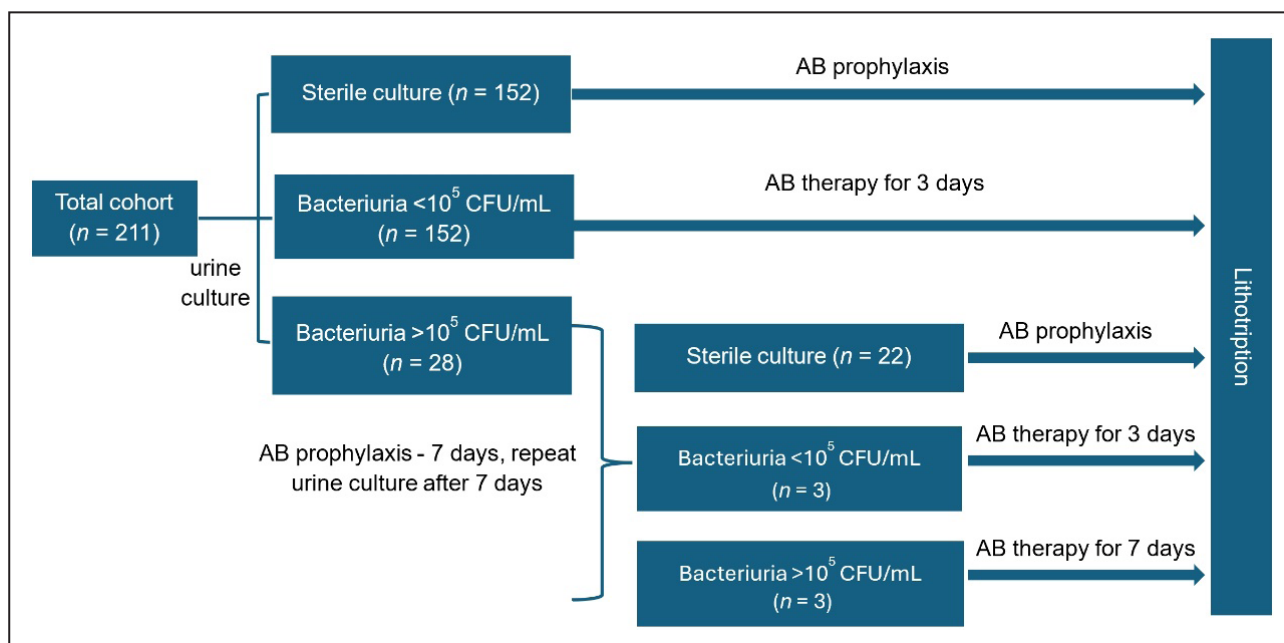 Total cohort
(n = 211)
urine
culture
Sterile culture (n = 152)
AB prophylaxis
Bacteriuria <10⁵ CFU/mL
(n = 152)
AB therapy for 3 days
Bacteriuria >10⁵ CFU/mL
(n = 28)
AB prophylaxis - 7 days, repeat
urine culture after 7 days
Sterile culture (n = 22)
AB prophylaxis
Bacteriuria <10⁵ CFU/mL
(n = 3)
AB therapy for 3 days
Bacteriuria >10⁵ CFU/mL
(n = 3)
AB therapy for 7 days
Lithotription